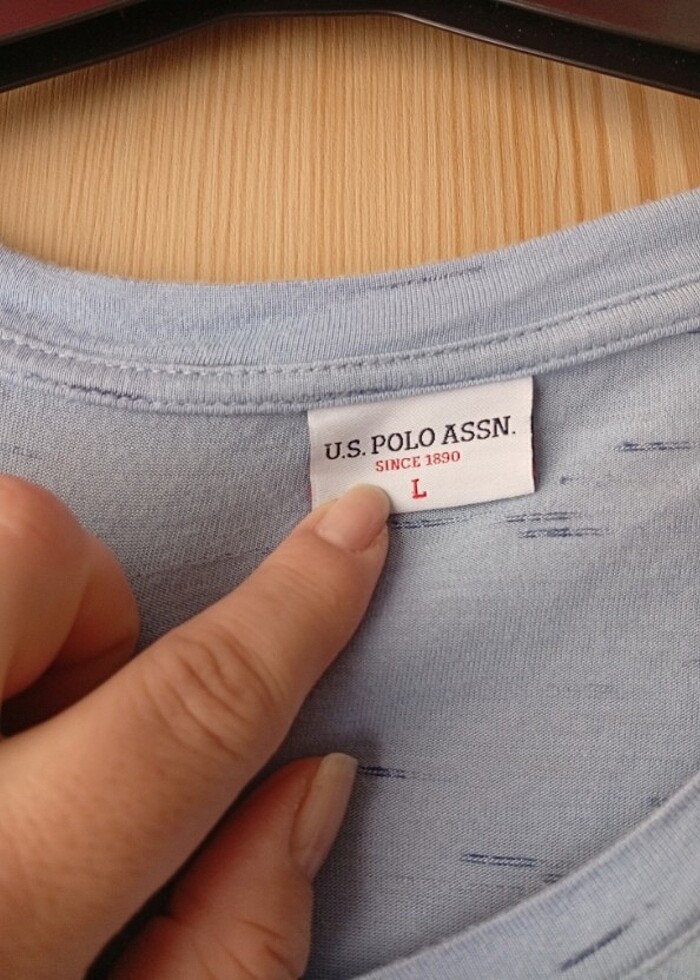 U.S. POLO ASSN.
SINCE 1890
L